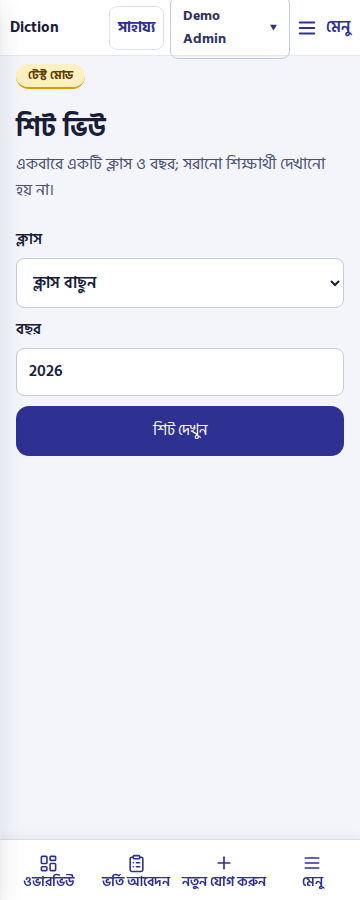 Diction
সাহায্য
Demo
Admin
মেনু
টেস্ট মোড
শিট ভিউ
একবারে একটি ক্লাস ও বছর; সরানো শিক্ষার্থী দেখানো
হয় না।
ক্লাস
ক্লাস বাছুন
বছর
2026
শিট দেখুন
ওভারভিউ
ভর্তি আবেদন
নতুন যোগ করুন
মেনু